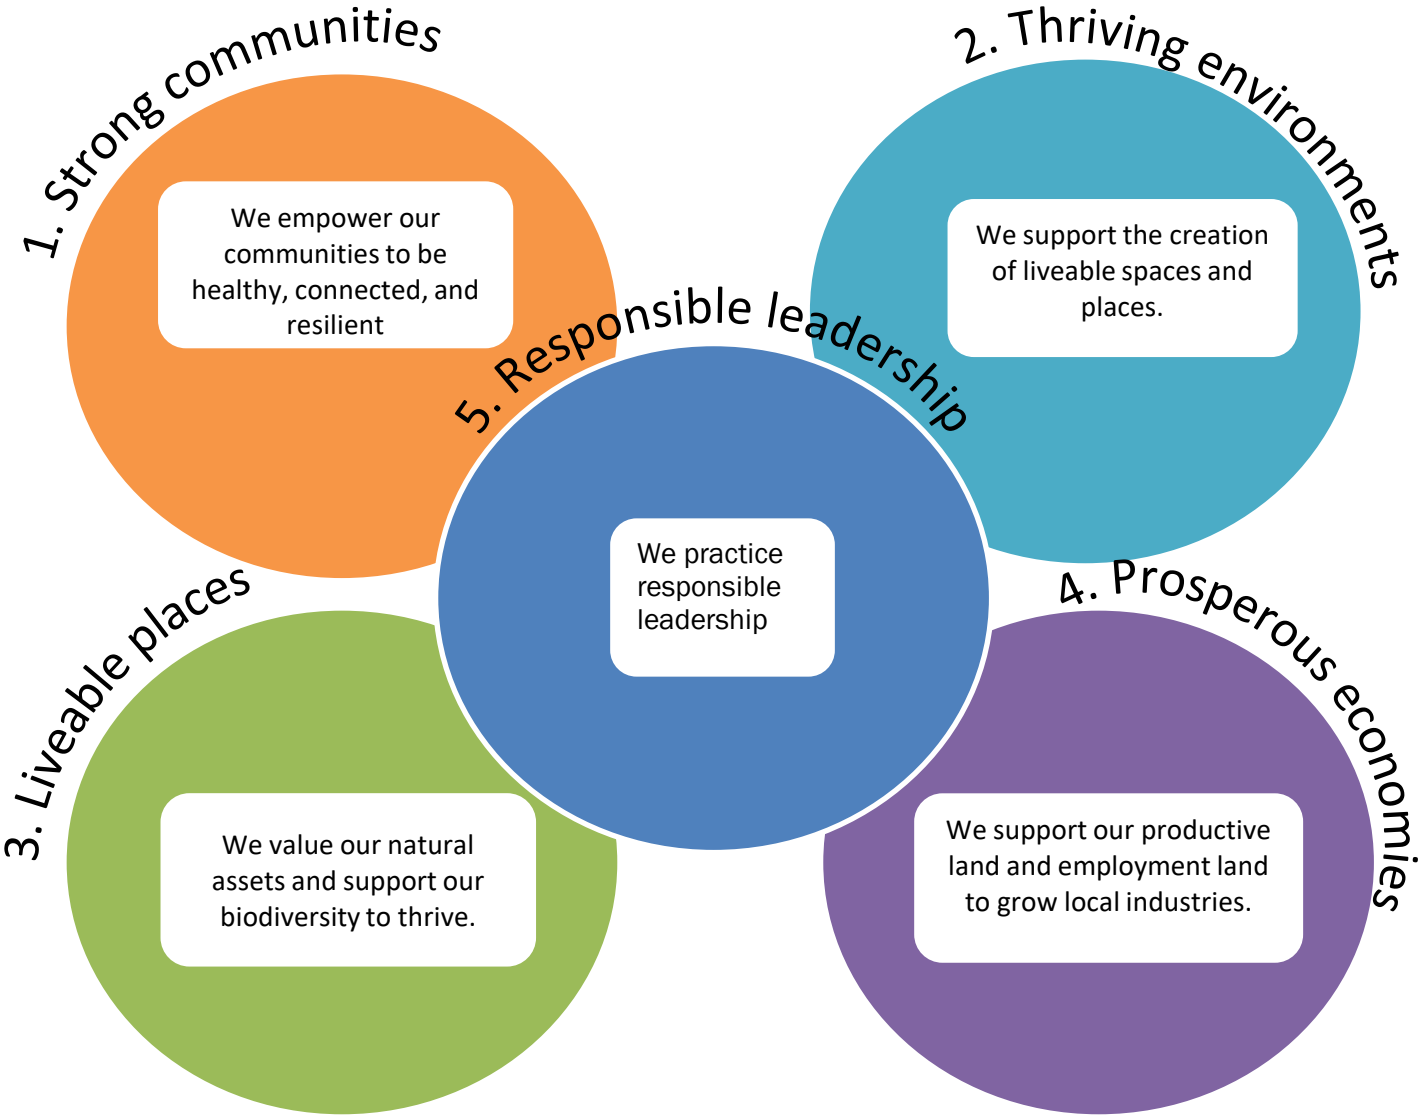 1. Strong communities
We empower our
communities to be
healthy, connected, and
resilient
2. Thriving environments
We support the creation
of liveable spaces and
places.
5. Responsible leadership
We practice
responsible
leadership
3. Liveable places
We value our natural
assets and support our
biodiversity to thrive.
4. Prosperous economies
We support our productive
land and employment land
to grow local industries.